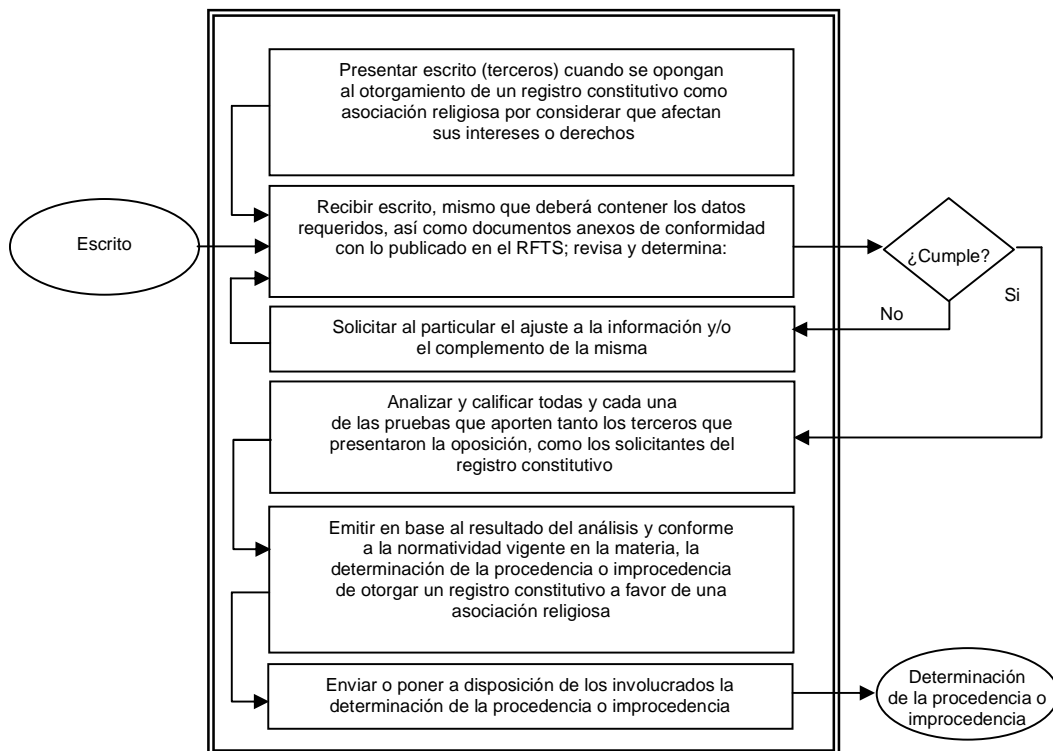 Presentar escrito (terceros) cuando se opongan
al otorgamiento de un registro constitutivo como
asociación religiosa por considerar que afectan
sus intereses o derechos
Escrito
Recibir escrito, mismo que deberá contener los datos
requeridos, así como documentos anexos de conformidad
con lo publicado en el RFTS; revisa y determina:
¿Cumple?
Si
No
Solicitar al particular el ajuste a la información y/o
el complemento de la misma
Analizar y calificar todas y cada una
de las pruebas que aporten tanto los terceros que
presentaron la oposición, como los solicitantes del
registro constitutivo
Emitir en base al resultado del análisis y conforme
a la normatividad vigente en la materia, la
determinación de la procedencia o improcedencia
de otorgar un registro constitutivo a favor de una
asociación religiosa
Enviar o poner a disposición de los involucrados la
determinación de la procedencia o improcedencia
Determinación
de la procedencia o
improcedencia